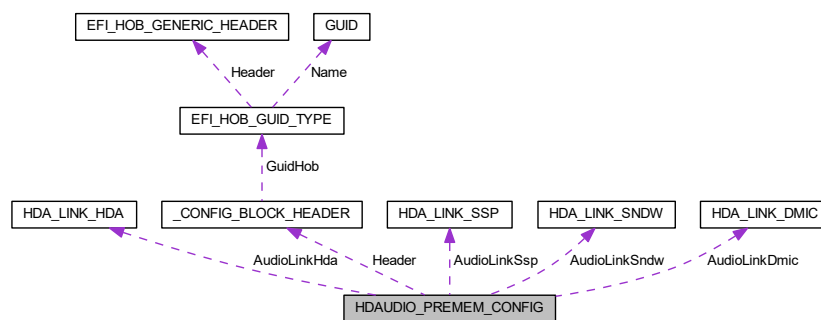 EFI_HOB_GENERIC_HEADER
GUID
Header
Name
EFI_HOB_GUID_TYPE
GuidHob
HDA_LINK_HDA
_CONFIG_BLOCK_HEADER
HDA_LINK_SSP
HDA_LINK_SNDW
HDA_LINK_DMIC
AudioLinkHda
Header
AudioLinkSsp
AudioLinkSndw
AudioLinkDmic
HDAUDIO_PREMEM_CONFIG